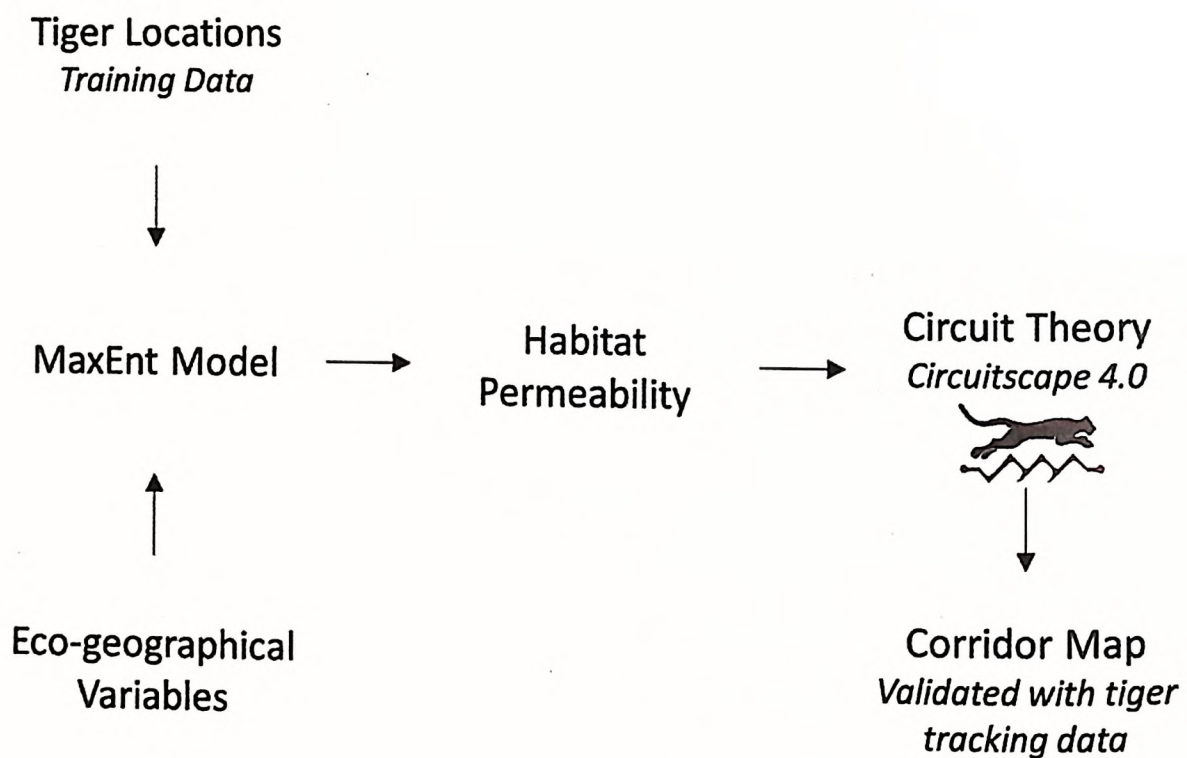 Tiger Locations
Training Data
MaxEnt Model
Habitat
Permeability
Circuit Theory
Circuitscape 4.0
Eco-geographical
Variables
Corridor Map
Validated with tiger
tracking data